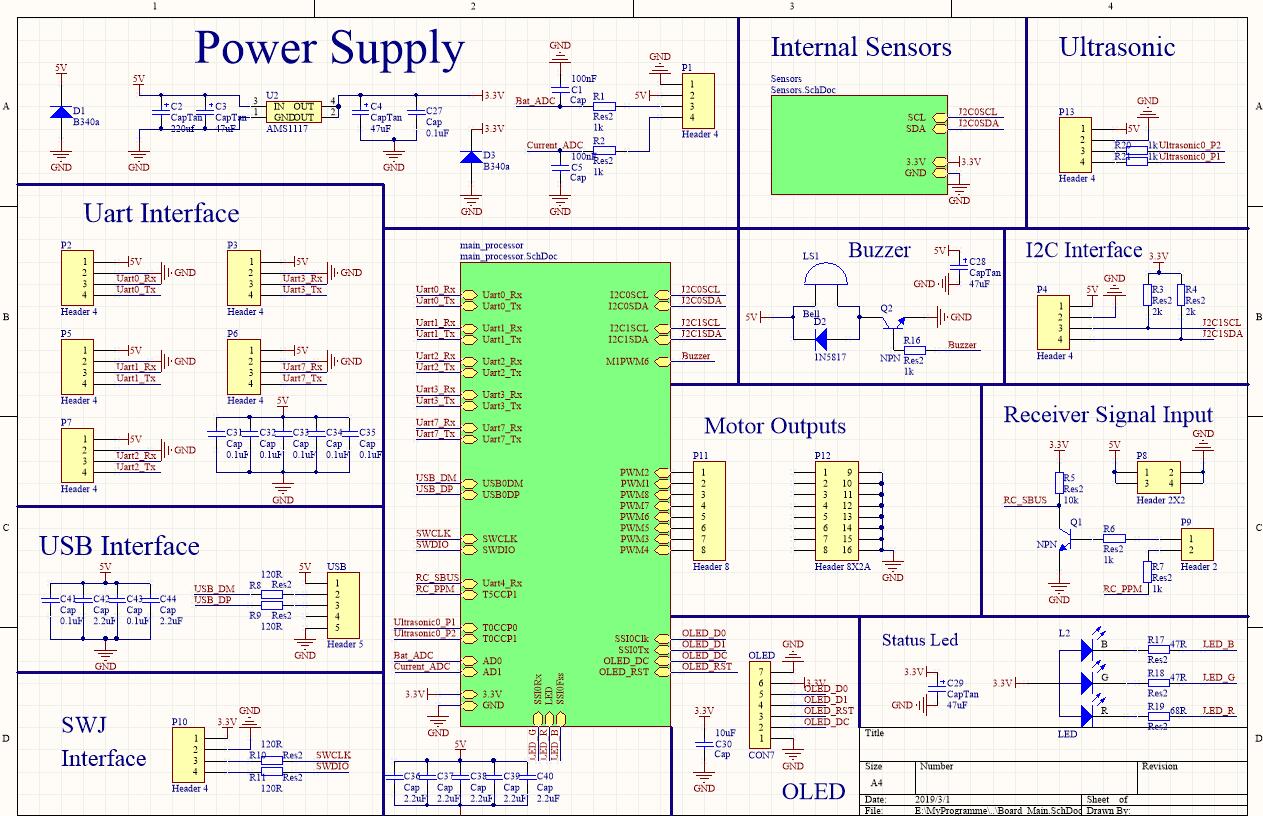 1 2 3 4
A B C D
A B C D
Power Supply
5V
D1
B340a
GND
5V
C2
CapTan
220uf
C3
CapTan
47uF
GND
U2
3 IN OUT 4
1 GND OUT 2
AMS1117
C4
CapTan
47uF
C27
Cap
0.1uF
3.3V
GND
3.3V
D3
B340a
GND
GND
100nF
C1
Cap
Bat_ADC
R1
Res2
1k
Current_ADC
R2
Res2
1k
100nF
C5
Cap
GND
GND
5V
P1
1
2
3
4
Header 4
Internal Sensors
Sensors
Sensors.SchDoc
SCL I2C0SCL
SDA I2C0SDA
3.3V 3.3V
GND
GND
Ultrasonic
P13
1 5V
2
3
4
GND
R20 1k Ultrasonic0_P2
R21 1k Ultrasonic0_P1
Header 4
Uart Interface
P2
1 5V
2 GND
3 Uart0_Rx
4 Uart0_Tx
Header 4
P3
1 5V
2 GND
3 Uart3_Rx
4 Uart3_Tx
Header 4
P5
1 5V
2 GND
3 Uart1_Rx
4 Uart1_Tx
Header 4
P6
1 5V
2 GND
3 Uart7_Rx
4 Uart7_Tx
Header 4
P7
1 5V
2 GND
3 Uart2_Rx
4 Uart2_Tx
Header 4
5V
C31 C32 C33 C34 C35
Cap Cap Cap Cap Cap
0.1uF 0.1uF 0.1uF 0.1uF 0.1uF
GND
main_processor
main_processor.SchDoc
Uart0_Rx Uart0_Rx
Uart0_Tx Uart0_Tx
Uart1_Rx Uart1_Rx
Uart1_Tx Uart1_Tx
Uart2_Rx Uart2_Rx
Uart2_Tx Uart2_Tx
Uart3_Rx Uart3_Rx
Uart3_Tx Uart3_Tx
Uart7_Rx Uart7_Rx
Uart7_Tx Uart7_Tx
USB_DM USB0DM
USB_DP USB0DP
SWCLK SWCLK
SWDIO SWDIO
RC_SBUS Uart4_Rx
RC_PPM T5CCP1
Ultrasonic0_P1 T0CCP0
Ultrasonic0_P2 T0CCP1
Bat_ADC AD0
Current_ADC AD1
3.3V 3.3V
GND
GND
I2C0SCL I2C0SCL
I2C0SDA I2C0SDA
I2C1SCL I2C1SCL
I2C1SDA I2C1SDA
M1PWM6 Buzzer
PWM2
PWM1
PWM8
PWM7
PWM6
PWM5
PWM3
PWM4
SSI0Clk OLED_D0
SSI0Tx OLED_D1
OLED_DC OLED_DC
OLED_RST OLED_RST
SSI0Rx
LED
SSI0Fss
LED_G
LED_R
LED_B
5V
C36 C37 C38 C39 C40
Cap Cap Cap Cap Cap
2.2uF 2.2uF 2.2uF 2.2uF 2.2uF
GND
Buzzer
LS1
Bell
5V
D2
1N5817
Q2
NPN
GND
R16
Res2
1k
Buzzer
5V
C28
CapTan
47uF
GND
I2C Interface
P4
1
2
3
4
5V
GND
Header 4
3.3V
R3
Res2
2k
R4
Res2
2k
I2C1SCL
I2C1SDA
Motor Outputs
P11
1
2
3
4
5
6
7
8
Header 8
P12
1 9
2 10
3 11
4 12
5 13
6 14
7 15
8 16
Header 8X2A
GND
Receiver Signal Input
3.3V
R5
Res2
10k
RC_SBUS
Q1
NPN
GND
5V
P8
1 2
3 4
Header 2X2
GND
R6
Res2
1k
P9
1
2
Header 2
R7
Res2
1k
RC_PPM
USB Interface
5V
C41 C42 C43 C44
Cap Cap Cap Cap
0.1uF 2.2uF 0.1uF 2.2uF
GND
USB_DM
USB_DP
120R
R8 Res2
R9 Res2
120R
5V
GND
USB
1
2
3
4
5
Header 5
SWJ
Interface
P10
1
2
3
4
Header 4
3.3V
GND
120R
R10 Res2
R11 Res2
120R
SWCLK
SWDIO
3.3V
10uF
C30
Cap
GND
OLED
7
6
5
4
3
2
1
CON7
GND
3.3V
OLED_D0
OLED_D1
OLED_RST
OLED_DC
GND
OLED
Status Led
3.3V
C29
CapTan
47uF
GND
3.3V
L2
B
G
R
LED
R17 47R LED_B
Res2
R18 47R LED_G
Res2
R19 68R LED_R
Res2
Title
Size Number Revision
A4
Date: 2019/3/1 Sheet of
File: E:\MyProgramme\..\Board_Main.SchDoc Drawn By: